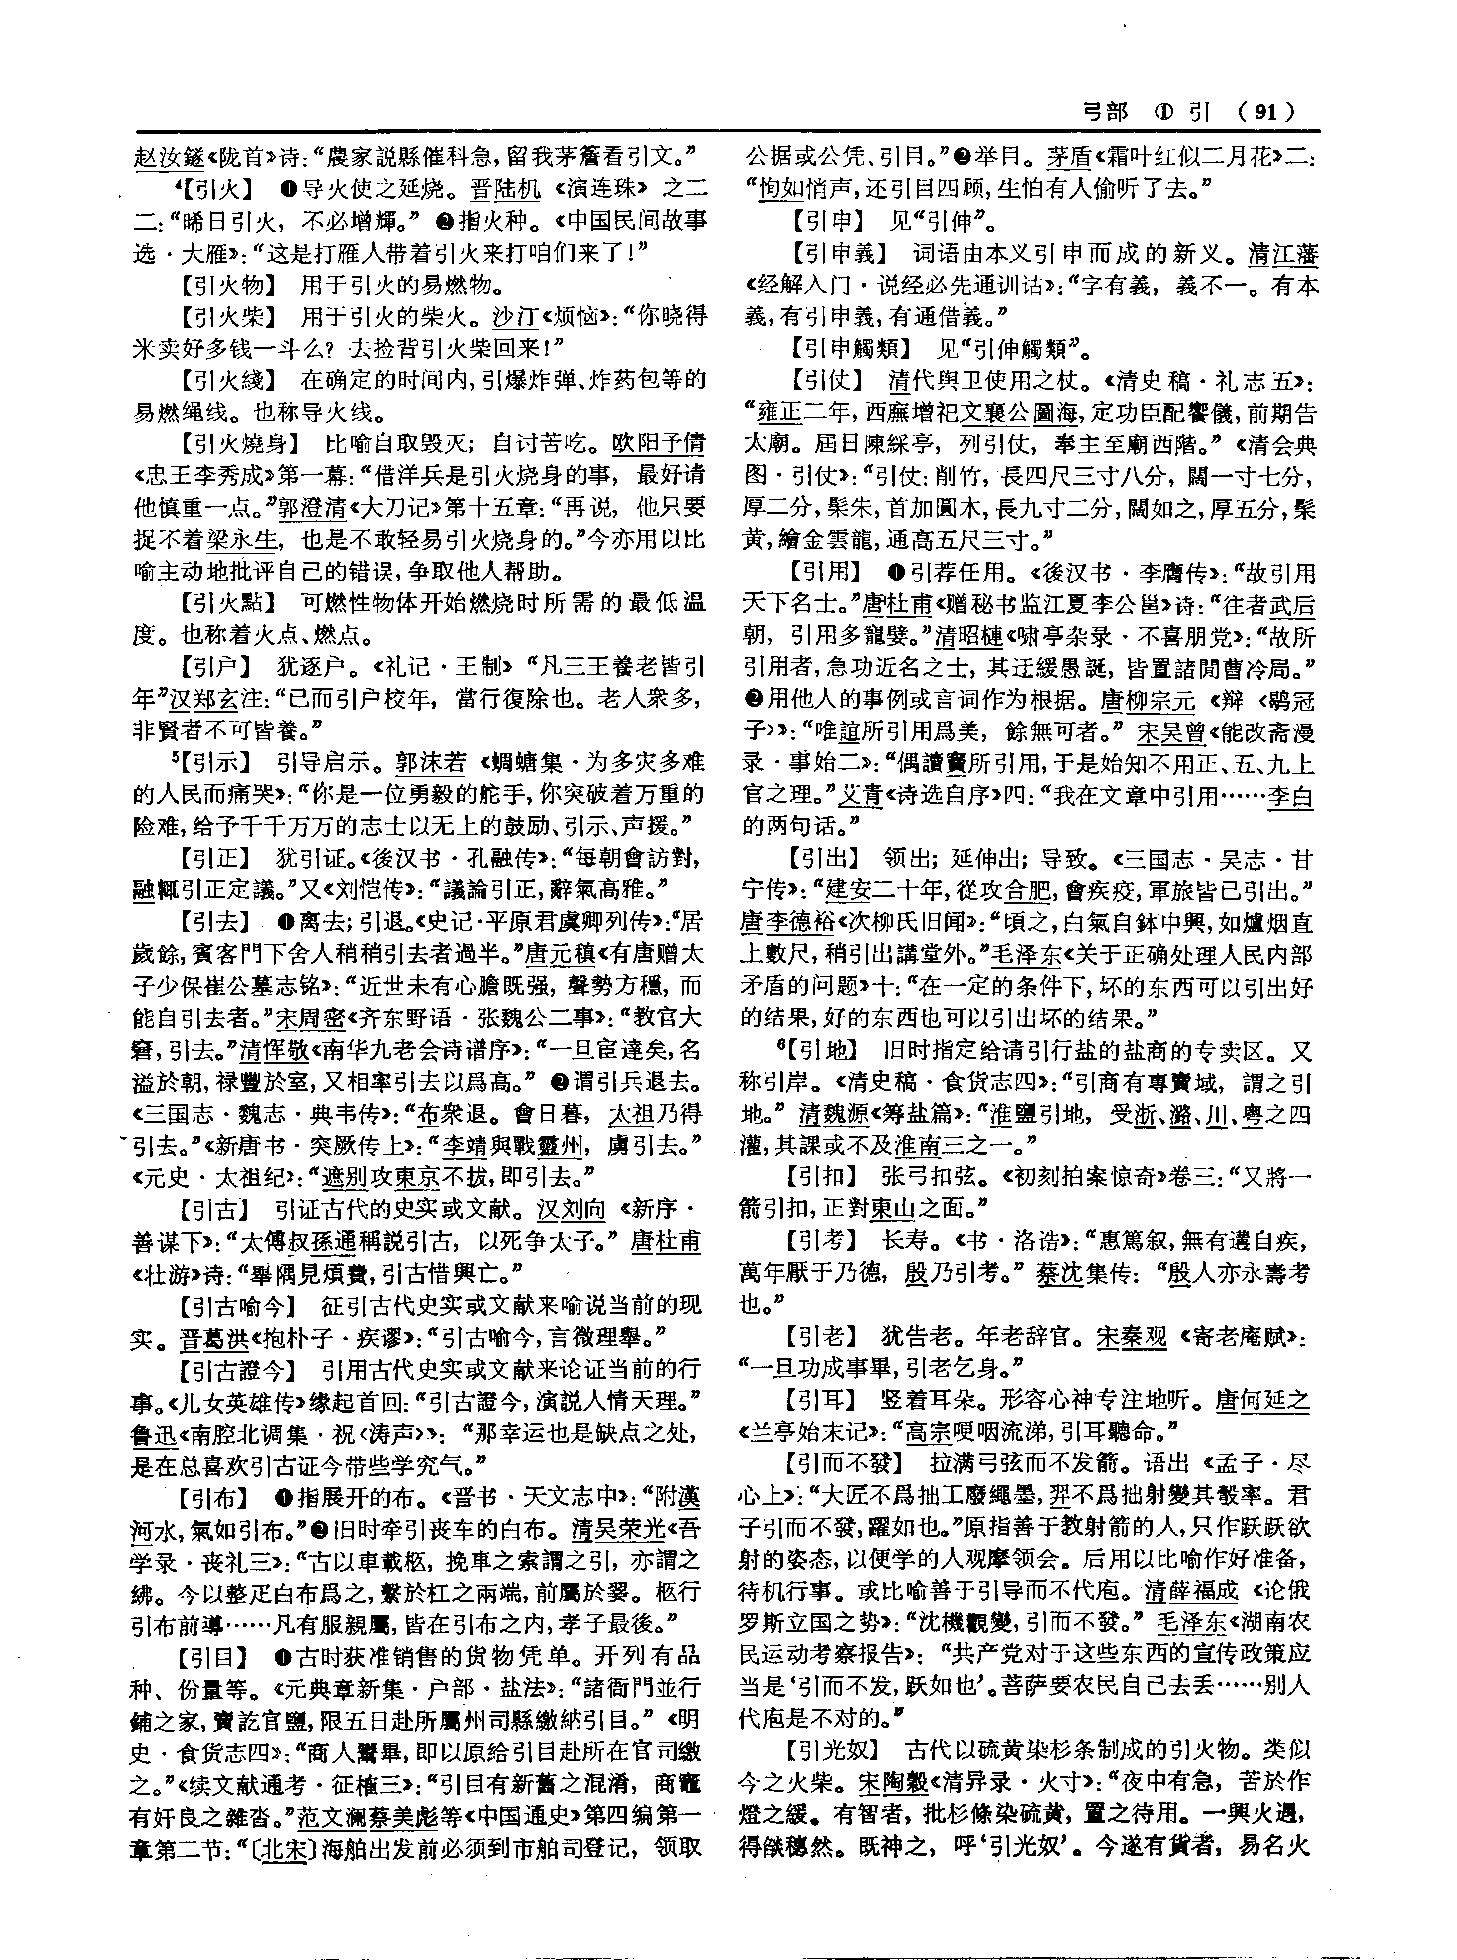 弓部　①　引　（91）
赵汝鐩《陇首》诗：“農家説縣催科急，留我茅簷看引文。”
4【引火】　❶导火使之延烧。晋陆机《演连珠》之二
二：“晞日引火，不必增輝。”　❷指火种。《中国民间故事
选·大雁》：“这是打雁人带着引火来打咱们来了！”
【引火物】　用于引火的易燃物。
【引火柴】　用于引火的柴火。沙汀《烦恼》：“你晓得
米卖好多钱一斗么？去捡背引火柴回来！”
【引火綫】　在确定的时间内，引爆炸弹、炸药包等的
易燃绳线。也称导火线。
【引火燒身】　比喻自取毁灭；自讨苦吃。欧阳予倩
《忠王李秀成》第一幕：“借洋兵是引火烧身的事，最好请
他慎重一点。”郭澄清《大刀记》第十五章：“再说，他只要
捉不着梁永生，也是不敢轻易引火烧身的。”今亦用以比
喻主动地批评自己的错误，争取他人帮助。
【引火點】　可燃性物体开始燃烧时所需的最低温
度。也称着火点、燃点。
【引户】　犹逐户。《礼记·王制》“凡三王養老皆引
年”汉郑玄注：“已而引户校年，當行復除也。老人衆多，
非賢者不可皆養。”
5【引示】　引导启示。郭沫若《蜩螗集·为多灾多难
的人民而痛哭》：“你是一位勇毅的舵手，你突破着万重的
险难，给予千千万万的志士以无上的鼓励、引示、声援。”
【引正】　犹引证。《後汉书·孔融传》：“每朝會訪對，
融輒引正定議。”又《刘恺传》：“議論引正，辭氣高雅。”
【引去】　❶离去；引退。《史记·平原君虞卿列传》：“居
歲餘，賓客門下舍人稍稍引去者過半。”唐元稹《有唐赠太
子少保崔公墓志铭》：“近世未有心膽既强，聲勢方穩，而
能自引去者。”宋周密《齐东野语·张魏公二事》：“教官大
窘，引去。”清恽敬《南华九老会诗谱序》：“一旦宦達矣，名
溢於朝，禄豐於室，又相率引去以爲高。”　❷谓引兵退去。
《三国志·魏志·典韦传》：“布衆退。會日暮，太祖乃得
引去。”《新唐书·突厥传上》：“李靖與戰靈州，虜引去。”
《元史·太祖纪》：“遮别攻東京不拔，即引去。”
【引古】　引证古代的史实或文献。汉刘向《新序·
善谋下》：“太傅叔孫通稱説引古，以死争太子。”唐杜甫
《壮游》诗：“舉隅見煩費，引古惜興亡。”
【引古喻今】　征引古代史实或文献来喻说当前的现
实。晋葛洪《抱朴子·疾谬》：“引古喻今，言微理舉。”
【引古證今】　引用古代史实或文献来论证当前的行
事。《儿女英雄传》缘起首回：“引古證今，演説人情天理。”
鲁迅《南腔北调集·祝〈涛声〉》：“那幸运也是缺点之处，
是在总喜欢引古证今带些学究气。”
【引布】　❶指展开的布。《晋书·天文志中》：“附漢
河水，氣如引布。”❷旧时牵引丧车的白布。清吴荣光《吾
学录·丧礼三》：“古以車載柩，挽車之索謂之引，亦謂之
紼。今以整疋白布爲之，繫於杠之兩端，前屬於翣。柩行
引布前導……凡有服親屬，皆在引布之内，孝子最後。”
【引目】　❶古时获准销售的货物凭单。开列有品
种、份量等。《元典章新集·户部·盐法》：“諸衙門並行
鋪之家，賣訖官鹽，限五日赴所屬州司縣繳納引目。”《明
史·食货志四》：“商人鬻畢，即以原给引目赴所在官司繳
之。”《续文献通考·征榷三》：“引目有新舊之混淆，商竈
有奸良之雜沓。”范文澜蔡美彪等《中国通史》第四编第一
章第二节：“〔北宋〕海舶出发前必须到市舶司登记，领取
公据或公凭、引目。”❷举目。茅盾《霜叶红似二月花》二：
“恂如悄声，还引目四顾，生怕有人偷听了去。”
【引申】　见“引伸”。
【引申義】　词语由本义引申而成的新义。清江藩
《经解入门·说经必先通训诂》：“字有義，義不一。有本
義，有引申義，有通借義。”
【引申觸類】　见“引伸觸類”。
【引仗】　清代舆卫使用之杖。《清史稿·礼志五》：
“雍正二年，西廡增祀文襄公圖海，定功臣配饗儀，前期告
太廟。屆日陳綵亭，列引仗，奉主至廟西階。”《清会典
图·引仗》：“引仗：削竹，長四尺三寸八分，闊一寸七分，
厚二分，髹朱，首加圓木，長九寸二分，闊如之，厚五分，髹
黄，繪金雲龍，通高五尺三寸。”
【引用】　❶引荐任用。《後汉书·李膺传》：“故引用
天下名士。”唐杜甫《赠秘书监江夏李公邕》诗：“往者武后
朝，引用多寵嬖。”清昭槤《啸亭杂录·不喜朋党》：“故所
引用者，急功近名之士，其迂緩愚誕，皆置諸閒曹冷局。”
❷用他人的事例或言词作为根据。唐柳宗元《辩〈鹖冠
子〉》：“唯誼所引用爲美，餘無可者。”宋吴曾《能改斋漫
录·事始二》：“偶讀竇所引用，于是始知不用正、五、九上
官之理。”艾青《诗选自序》四：“我在文章中引用……李白
的两句话。”
【引出】　领出；延伸出；导致。《三国志·吴志·甘
宁传》：“建安二十年，從攻合肥，會疾疫，軍旅皆已引出。”
唐李德裕《次柳氏旧闻》：“頃之，白氣自鉢中興，如爐烟直
上數尺，稍引出講堂外。”毛泽东《关于正确处理人民内部
矛盾的问题》十：“在一定的条件下，坏的东西可以引出好
的结果，好的东西也可以引出坏的结果。”
6【引地】　旧时指定给请引行盐的盐商的专卖区。又
称引岸。《清史稿·食货志四》：“引商有專賣域，謂之引
地。”清魏源《筹盐篇》：“淮鹽引地，受浙、潞、川、粤之四
灌，其課或不及淮南三之一。”
【引扣】　张弓扣弦。《初刻拍案惊奇》卷三：“又將一
箭引扣，正對東山之面。”
【引考】　长寿。《书·洛诰》：“惠篤叙，無有遘自疾，
萬年厭于乃德，殷乃引考。”蔡沈集传：“殷人亦永壽考
也。”
【引老】　犹告老。年老辞官。宋秦观《寄老庵赋》：
“一旦功成事畢，引老乞身。”
【引耳】　竖着耳朵。形容心神专注地听。唐何延之
《兰亭始末记》：“高宗哽咽流涕，引耳聽命。”
【引而不發】　拉满弓弦而不发箭。语出《孟子·尽
心上》：“大匠不爲拙工廢繩墨，羿不爲拙射變其彀率。君
子引而不發，躍如也。”原指善于教射箭的人，只作跃跃欲
射的姿态，以便学的人观摩领会。后用以比喻作好准备，
待机行事。或比喻善于引导而不代庖。清薛福成《论俄
罗斯立国之势》：“沈機觀變，引而不發。”毛泽东《湖南农
民运动考察报告》：“共产党对于这些东西的宣传政策应
当是‘引而不发，跃如也’。菩萨要农民自己去丢……别人
代庖是不对的。”
【引光奴】　古代以硫黄染杉条制成的引火物。类似
今之火柴。宋陶穀《清异录·火寸》：“夜中有急，苦於作
燈之緩。有智者，批杉條染硫黄，置之待用。一與火遇，
得燄穗然。既神之，呼‘引光奴’。今遂有貨者，易名火